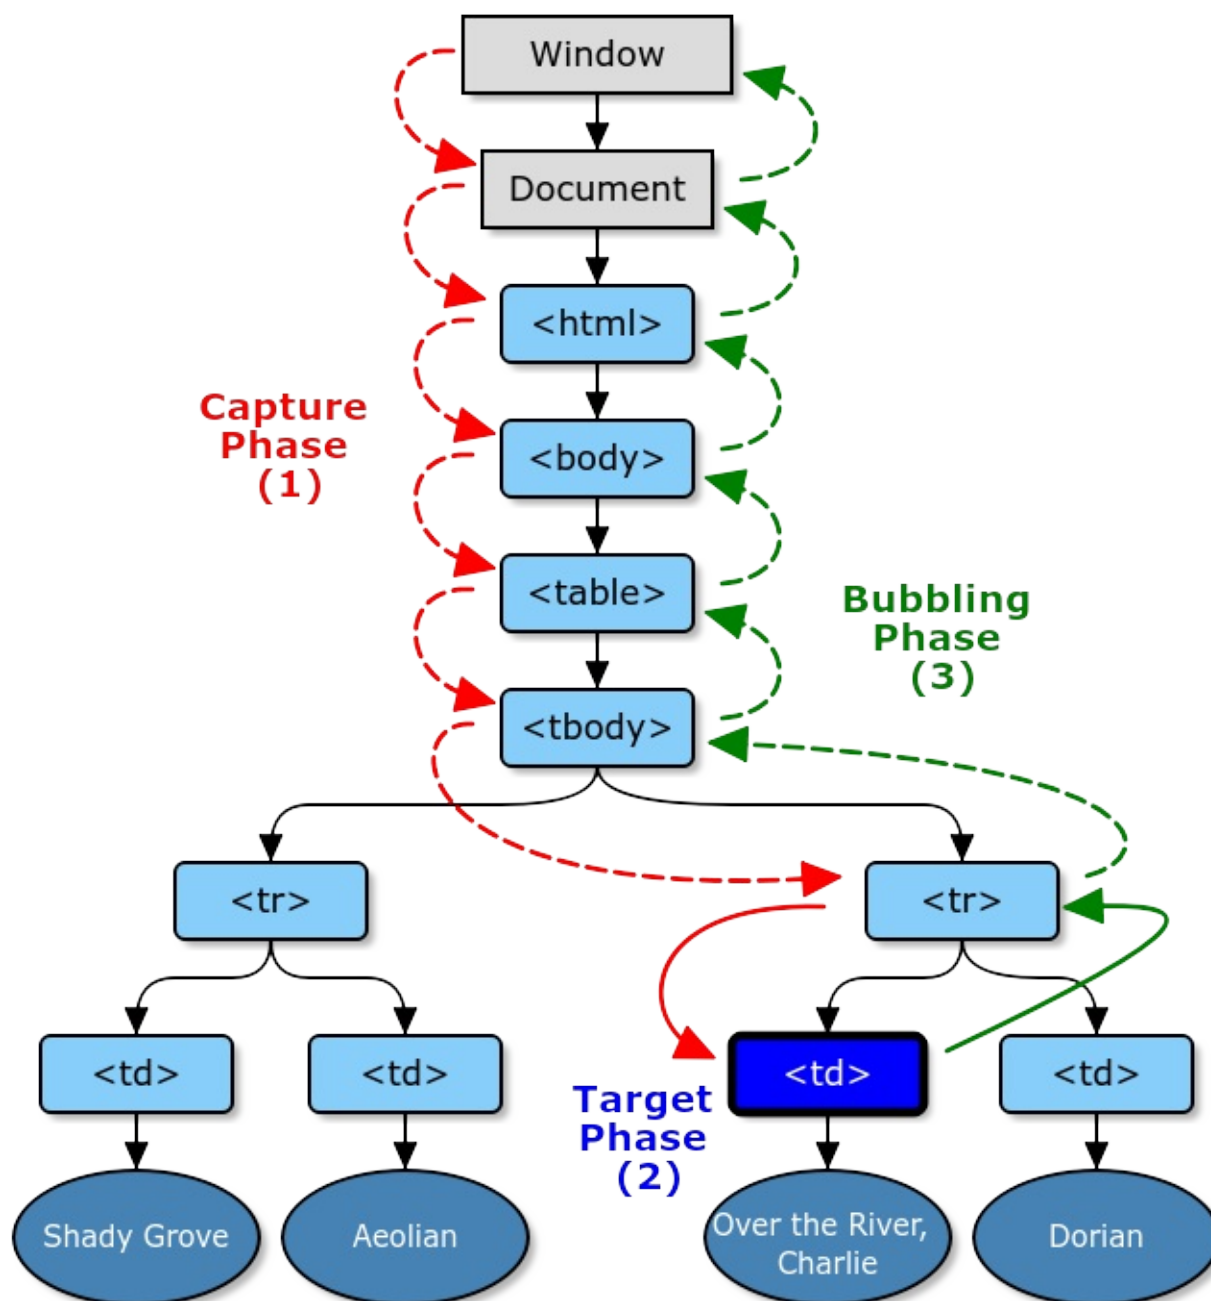 Window
Document
<html>
Capture
Phase
(1)
<body>
<table>
Bubbling
Phase
(3)
<tbody>
<tr>
<tr>
<td>
<td>
<td>
<td>
Target
Phase
(2)
Shady Grove
Aeolian
Over the River,
Charlie
Dorian